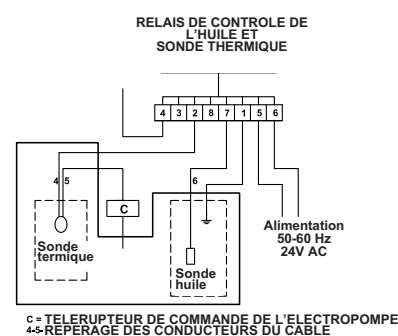 RELAIS DE CONTROLE DE
L'HUILE ET
SONDE THERMIQUE
4 3 2 8 7 1 5 6
4 5
6
C
Alimentation
50-60 Hz
24V AC
Sonde
termique
Sonde
huile
C = TELERUPTEUR DE COMMANDE DE L'ELECTROPOMPE
4-5- REPERAGE DES CONDUCTEURS DU CABLE